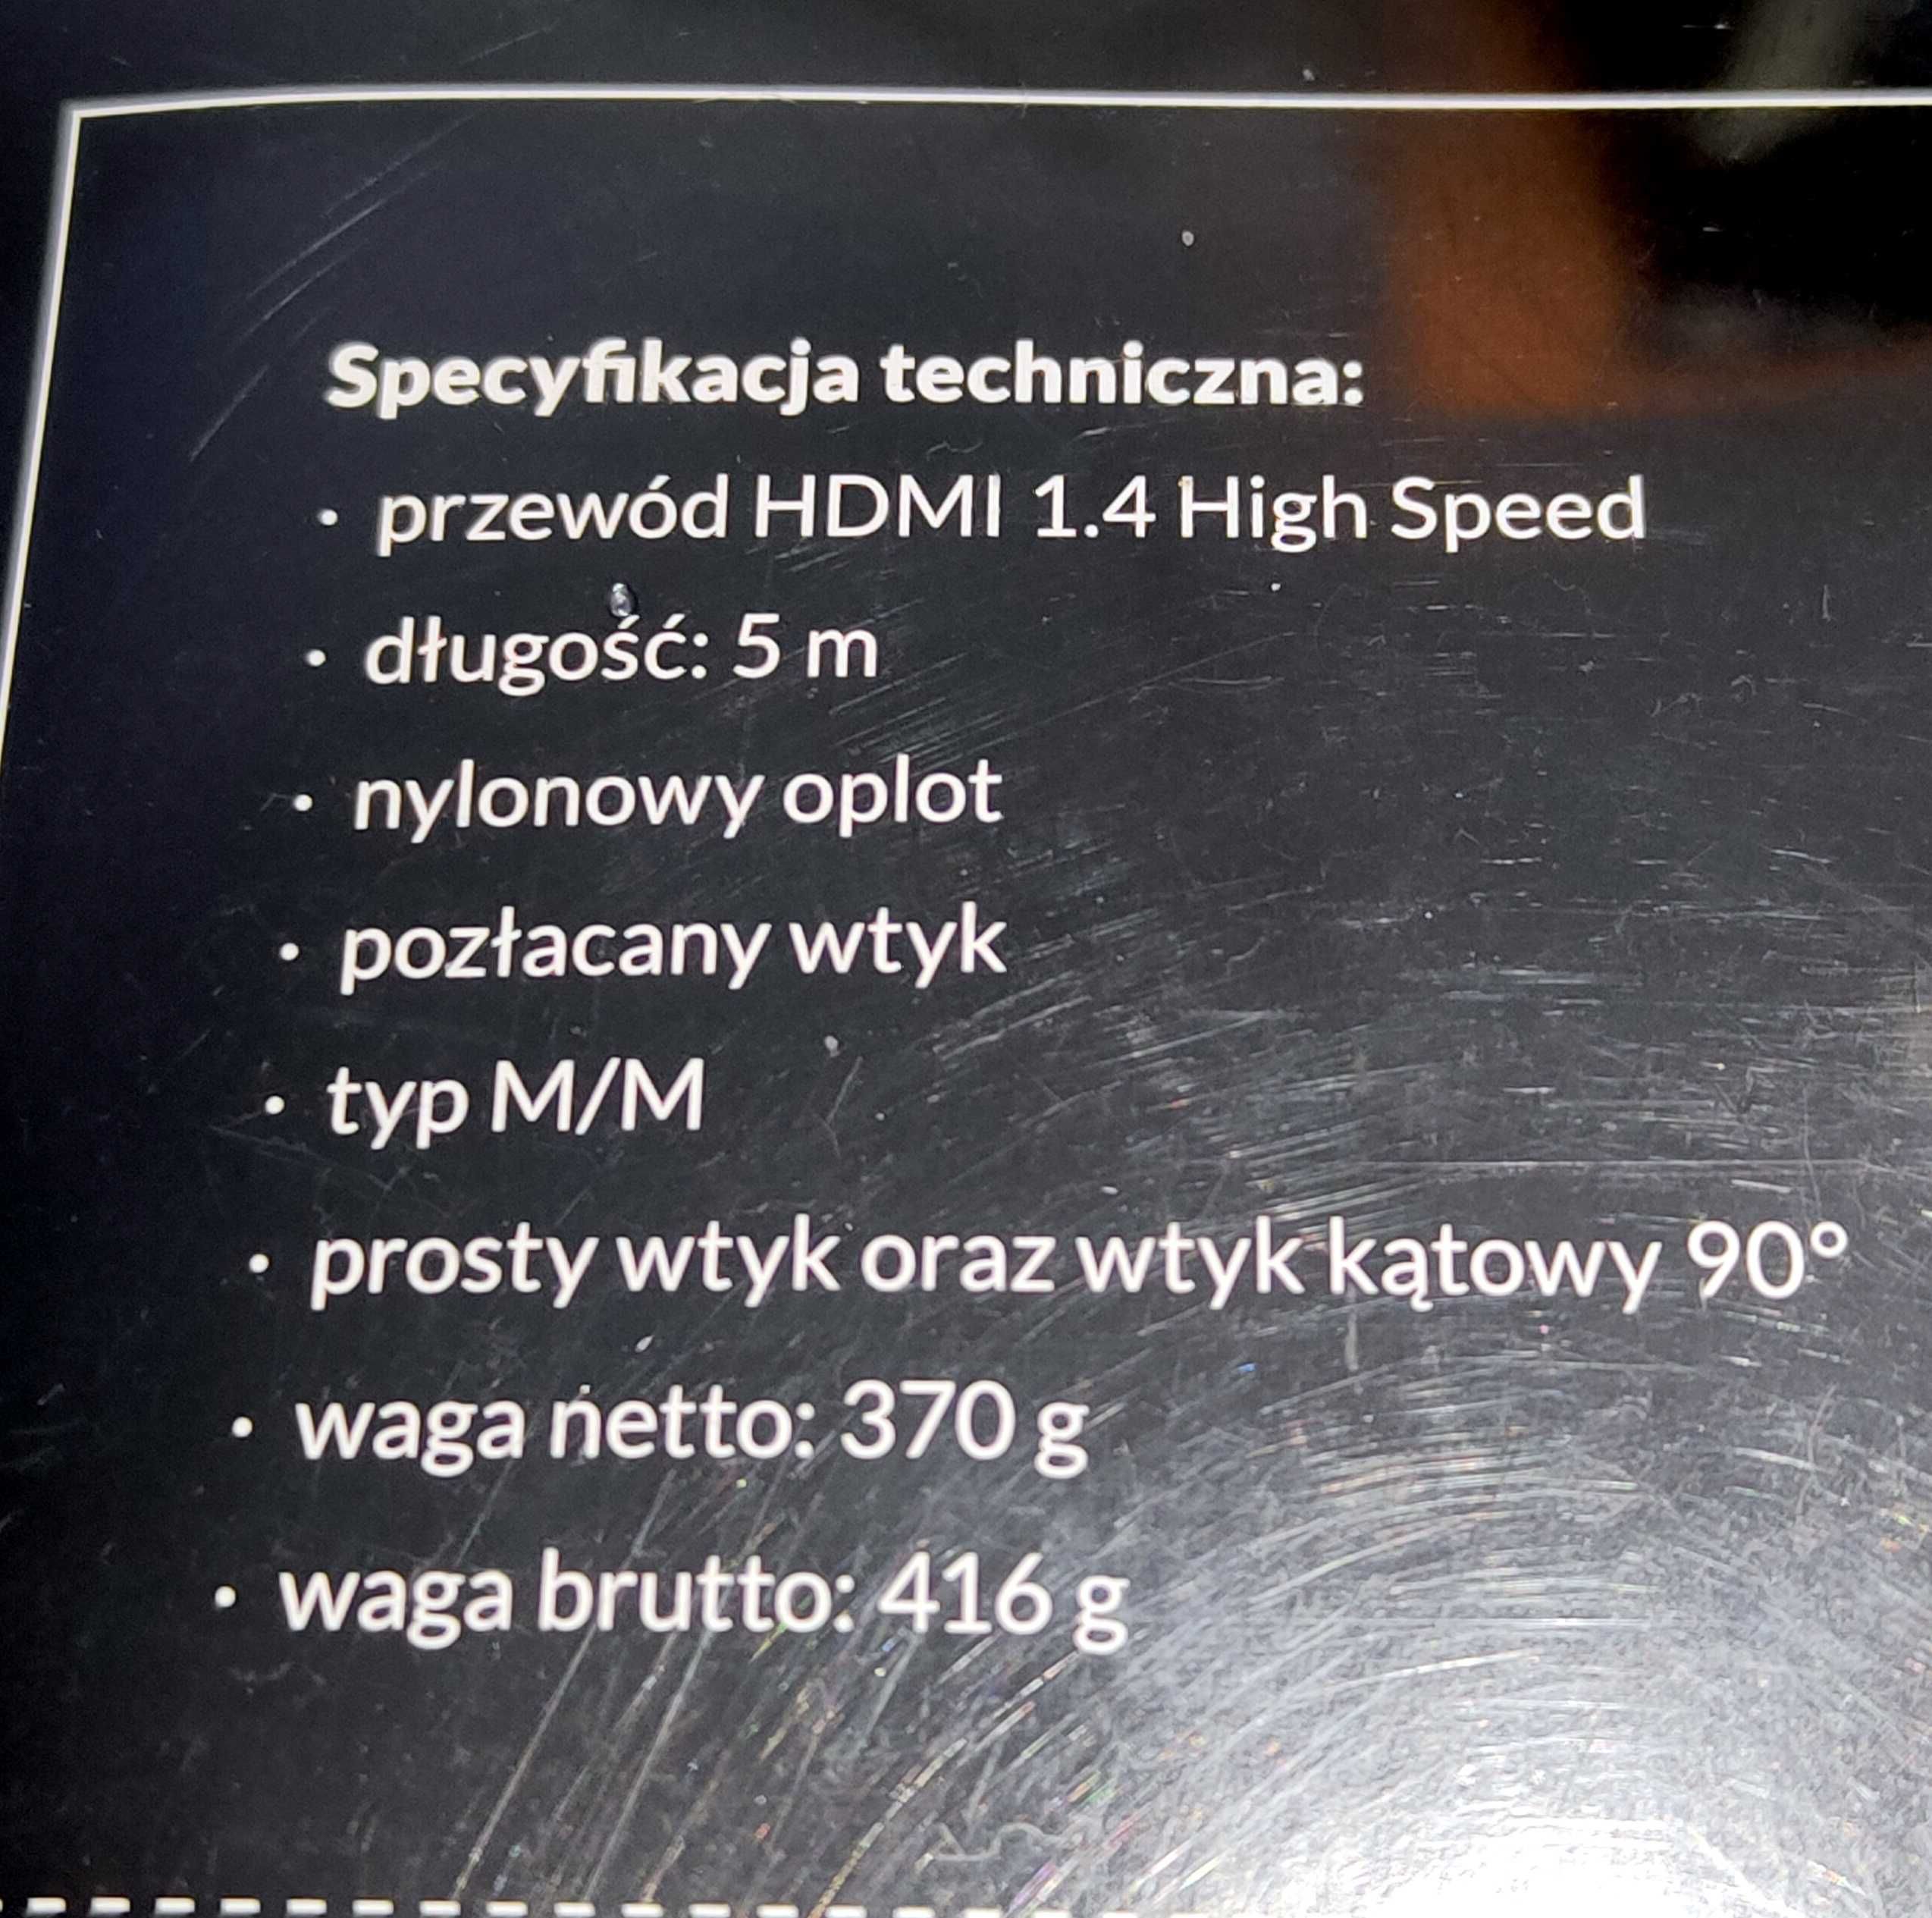 Specyfikacja techniczna:
· przewód HDMI 1.4 High Speed
· długość: 5 m
· nylonowy oplot
· pozłacany wtyk
· typ M/M
· prosty wtyk oraz wtyk kątowy 90°
· waga netto: 370 g
· waga brutto: 416 g